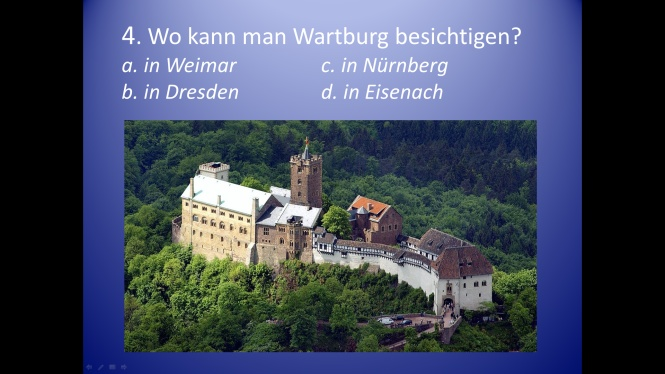 4. Wo kann man Wartburg besichtigen?
a. in Weimar c. in Nürnberg
b. in Dresden d. in Eisenach